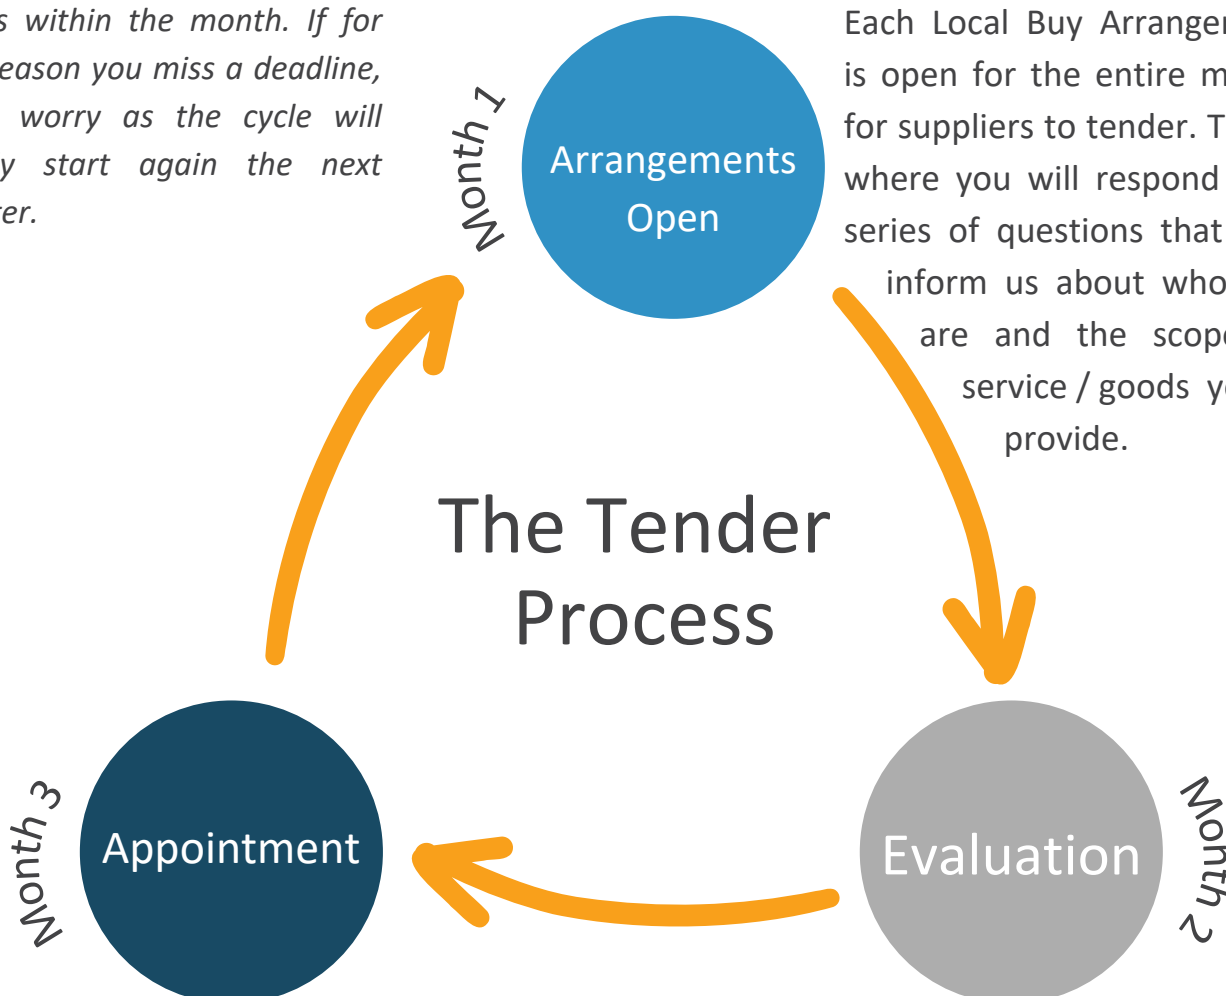 s within the month. If for
eason you miss a deadline,
worry as the cycle will
y start again the next
er.
Month 1
Arrangements
Open
Each Local Buy Arrangem
is open for the entire m
for suppliers to tender. T
where you will respond
series of questions that
inform us about who
are and the scope
service / goods y
provide.
The Tender
Process
Month 3
Appointment
Evaluation
Month 2